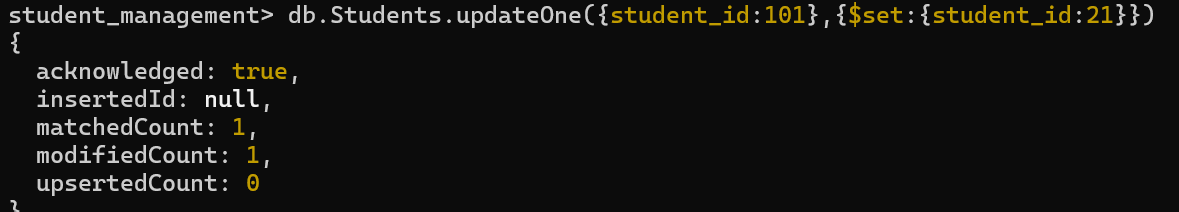 student_management> db.Students.updateOne({student_id:101},{$set:{student_id:21}})
{
  acknowledged: true,
  insertedId: null,
  matchedCount: 1,
  modifiedCount: 1,
  upsertedCount: 0
}